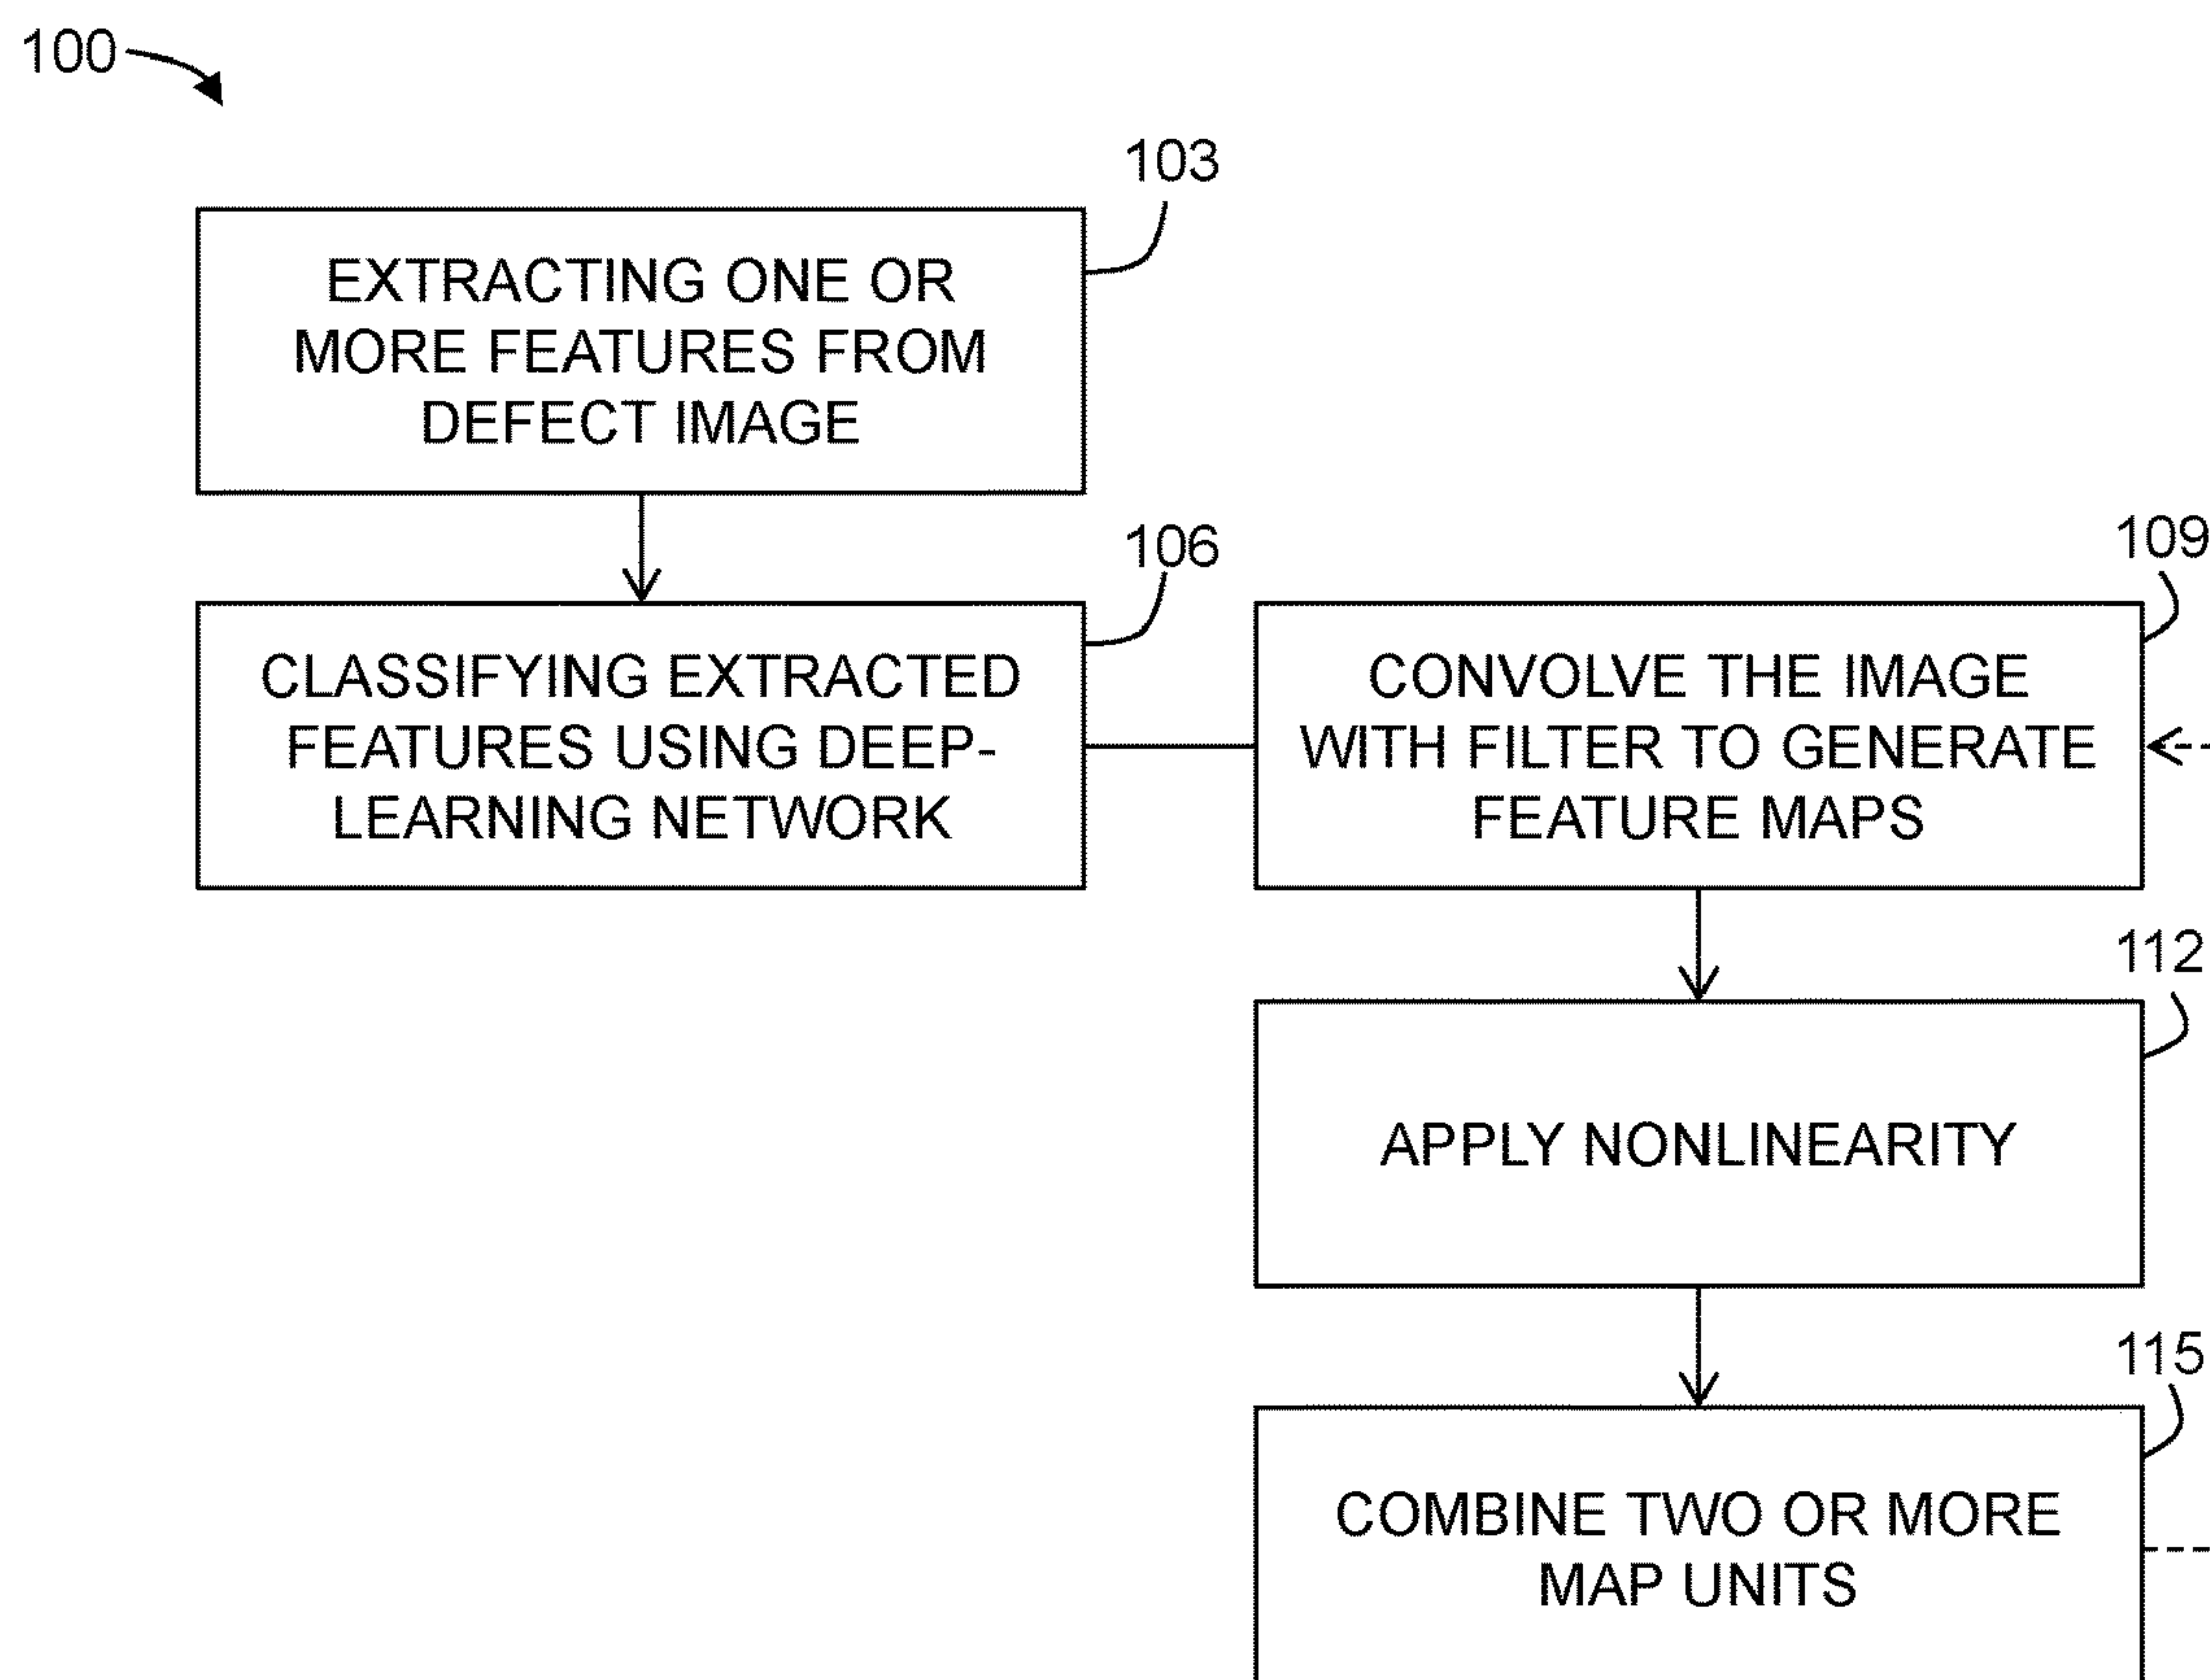 100
103
EXTRACTING ONE OR
MORE FEATURES FROM
DEFECT IMAGE
106
CLASSIFYING EXTRACTED
FEATURES USING DEEP-
LEARNING NETWORK
109
CONVOLVE THE IMAGE
WITH FILTER TO GENERATE
FEATURE MAPS
112
APPLY NONLINEARITY
115
COMBINE TWO OR MORE
MAP UNITS